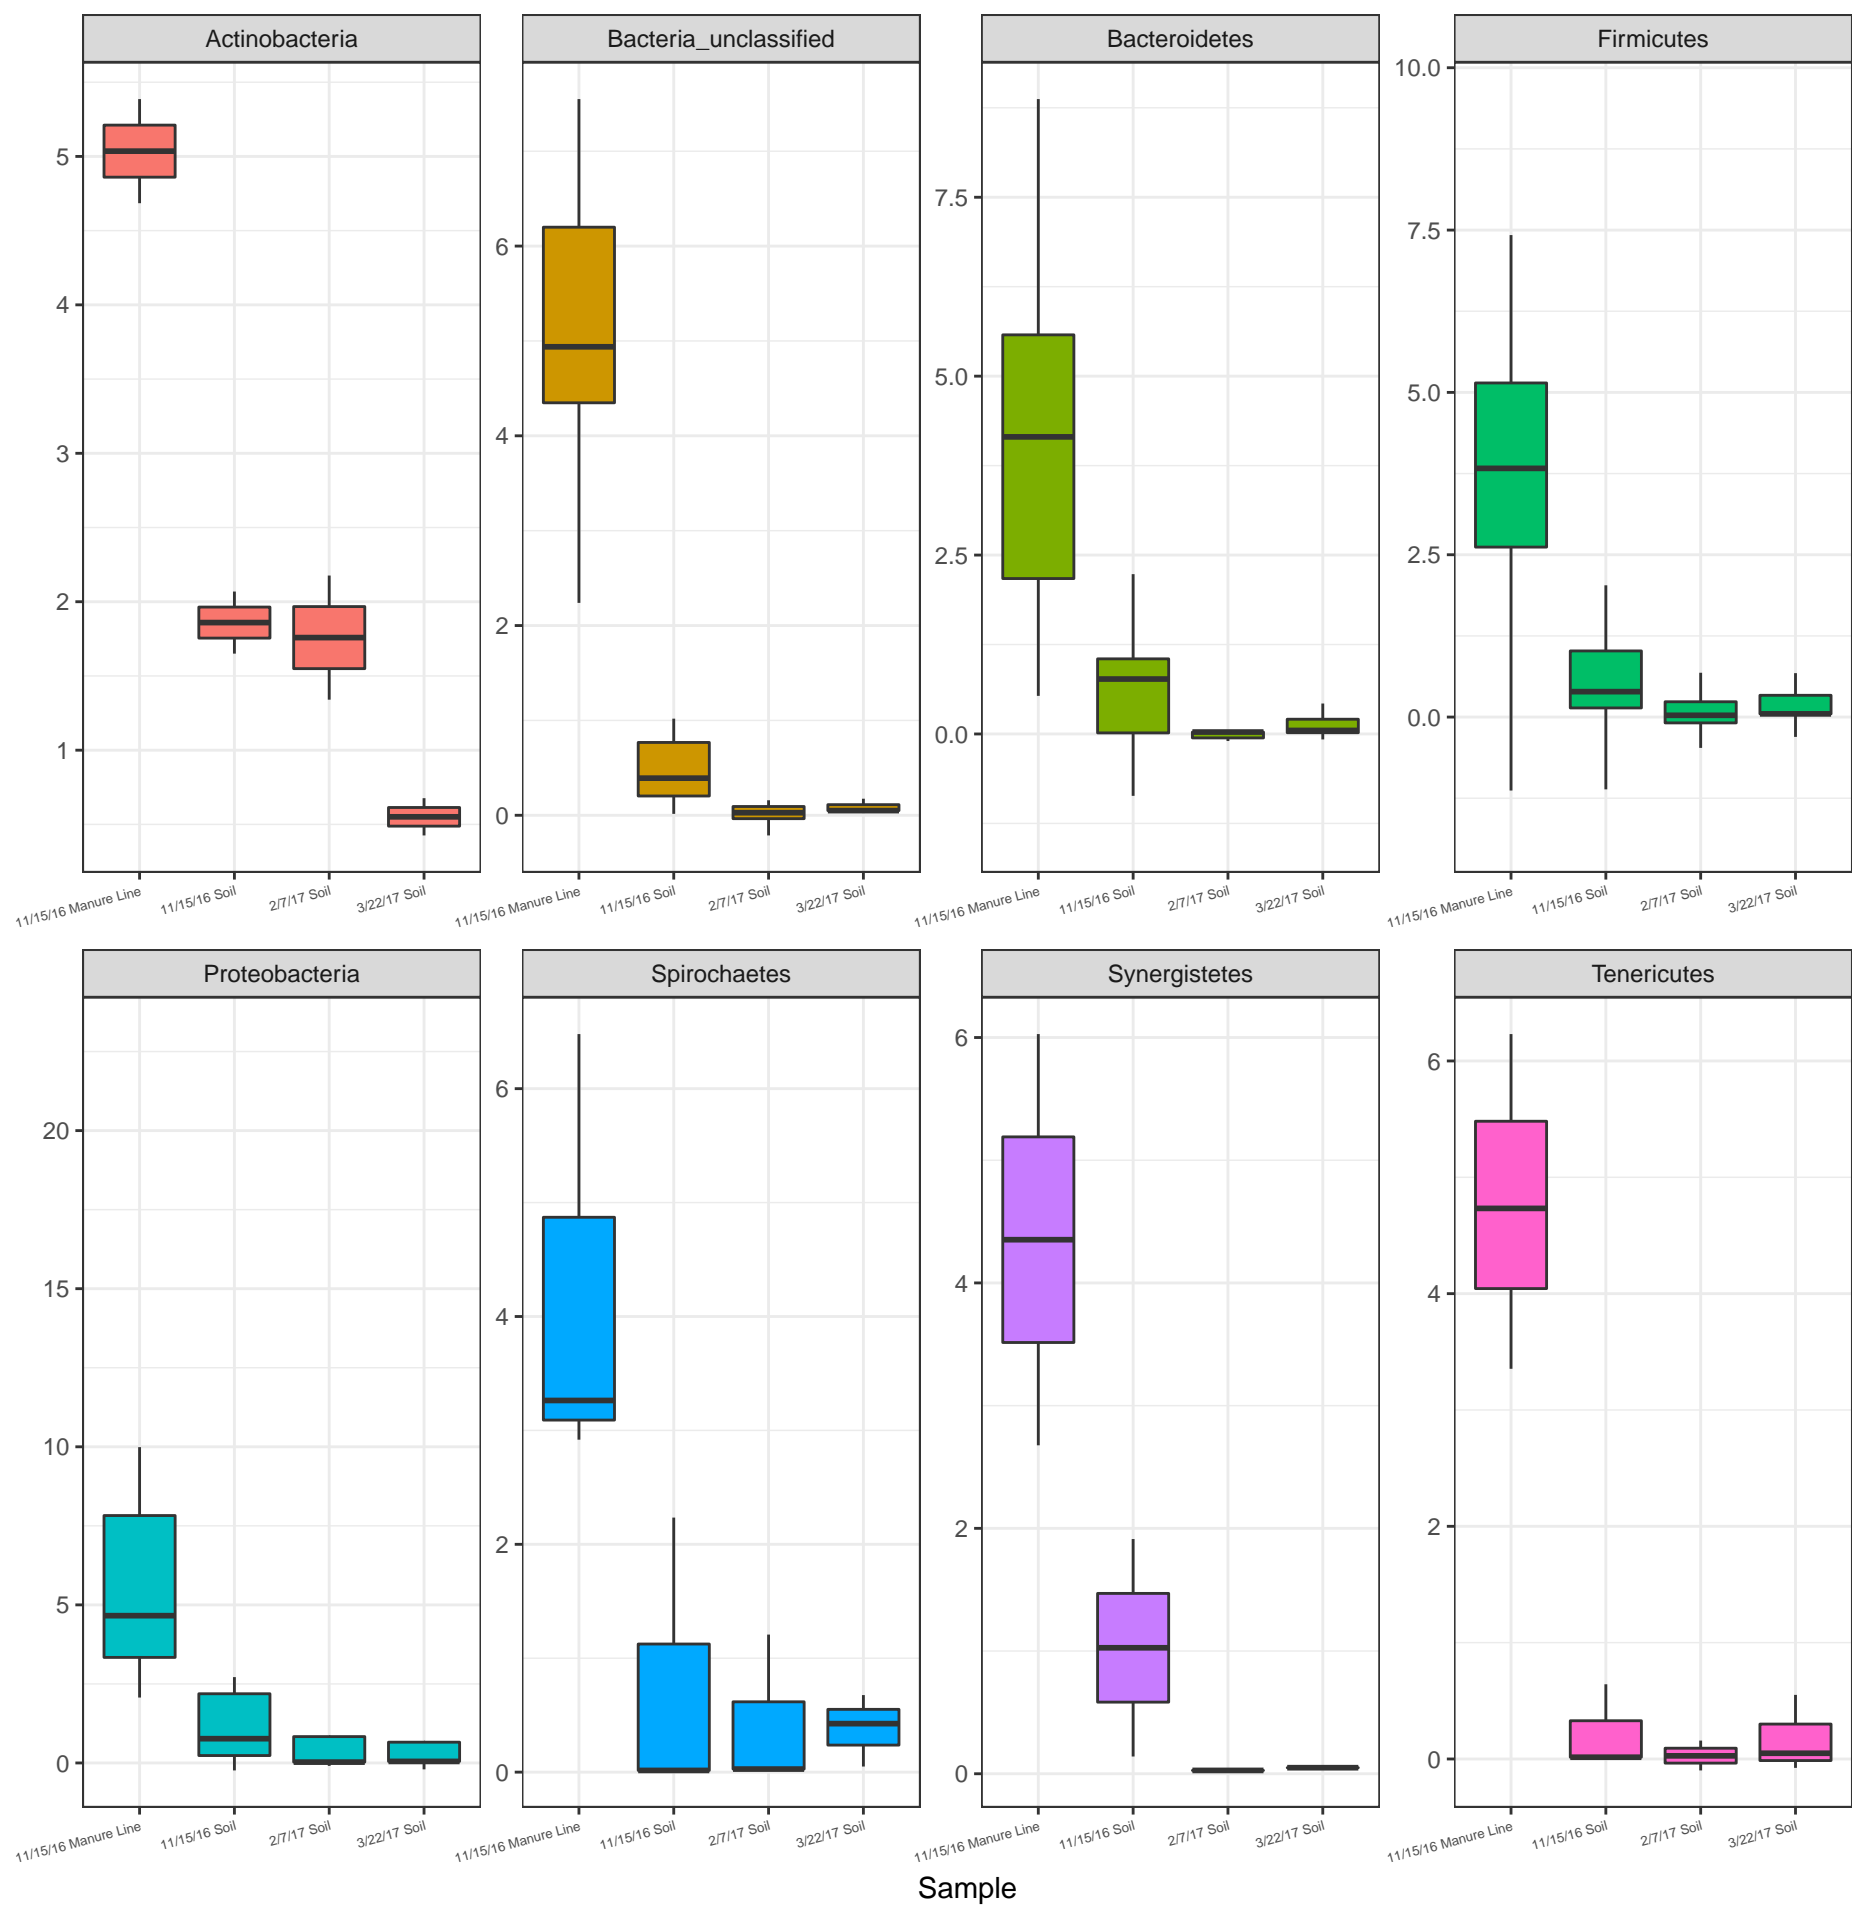 Actinobacteria
Bacteria_unclassified
Bacteroidetes
Firmicutes
5
4
3
2
1
6
4
2
0
7.5
5.0
2.5
0.0
10.0
7.5
5.0
2.5
0.0
11/15/16 Manure Line
11/15/16 Soil
2/7/17 Soil
3/22/17 Soil
11/15/16 Manure Line
11/15/16 Soil
2/7/17 Soil
3/22/17 Soil
11/15/16 Manure Line
11/15/16 Soil
2/7/17 Soil
3/22/17 Soil
11/15/16 Manure Line
11/15/16 Soil
2/7/17 Soil
3/22/17 Soil
Proteobacteria
Spirochaetes
Synergistetes
Tenericutes
20
15
10
5
0
6
4
2
0
6
4
2
0
6
4
2
0
11/15/16 Manure Line
11/15/16 Soil
2/7/17 Soil
3/22/17 Soil
11/15/16 Manure Line
11/15/16 Soil
2/7/17 Soil
3/22/17 Soil
11/15/16 Manure Line
11/15/16 Soil
2/7/17 Soil
3/22/17 Soil
11/15/16 Manure Line
11/15/16 Soil
2/7/17 Soil
3/22/17 Soil
Sample